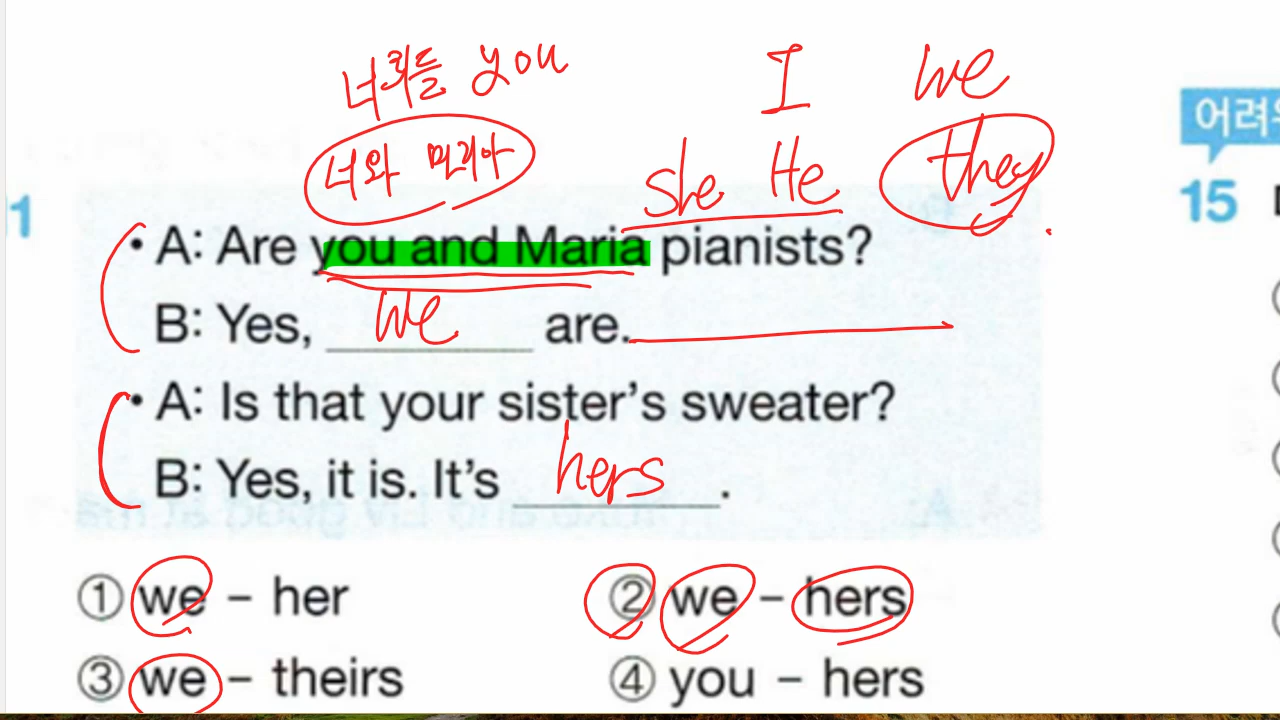 너희들 you I we
너와 마리아 She He they
어려
15
1
• A: Are you and Maria pianists?
B: Yes, we are.
• A: Is that your sister's sweater?
B: Yes, it is. It's hers.
① we – her
② we – hers
③ we – theirs
④ you – hers